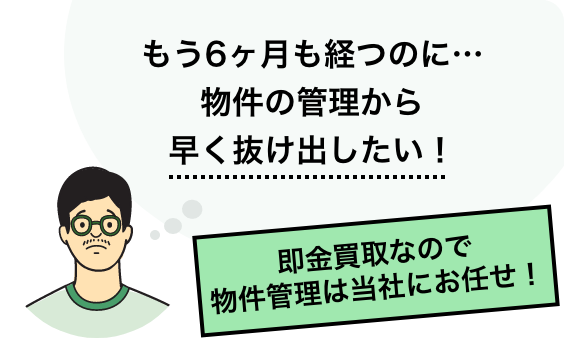 もう6ヶ月も経つのに…
物件の管理から
早く抜け出したい！
即金買取なので
物件管理は当社にお任せ！